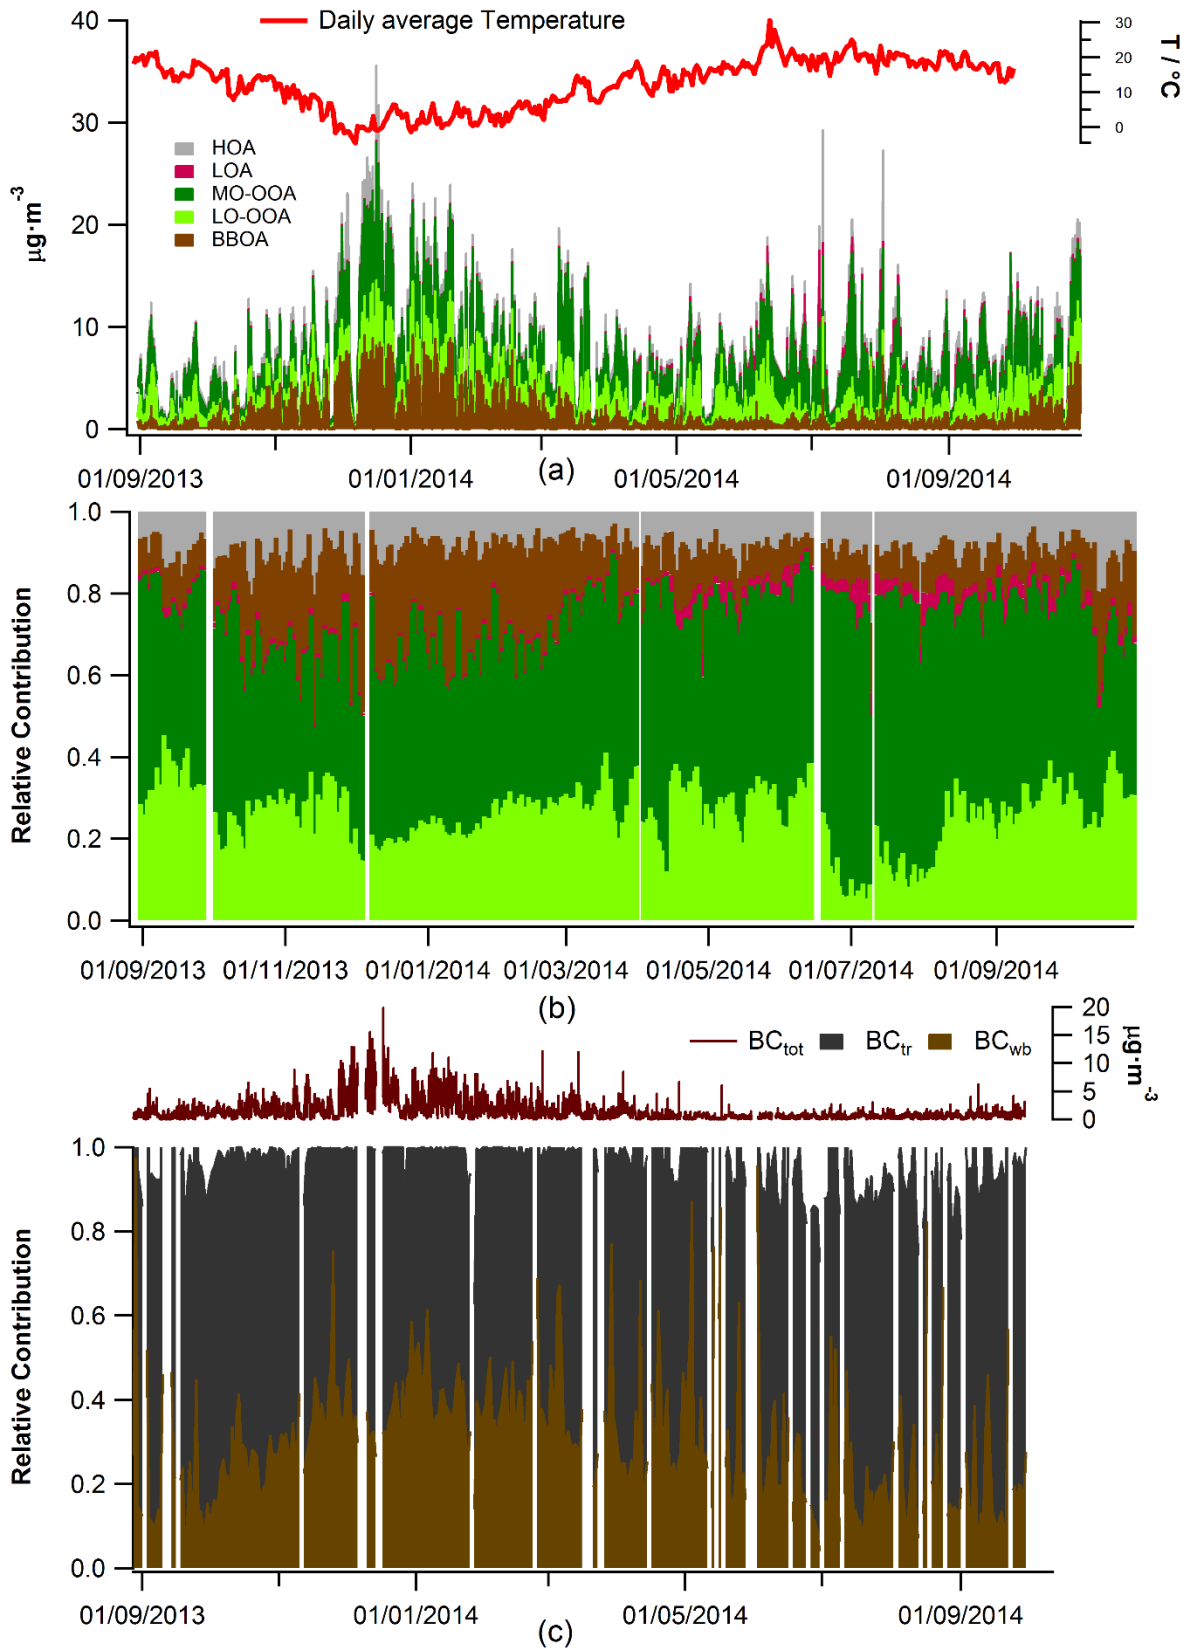 Daily average Temperature
40
30
20
10
0
µg·m⁻³
30
20
10
0
T / °C
HOA
LOA
MO-OOA
LO-OOA
BBOA
01/09/2013
01/01/2014
01/05/2014
01/09/2014
(a)
1.0
0.8
0.6
0.4
0.2
0.0
Relative Contribution
01/09/2013
01/11/2013
01/01/2014
01/03/2014
01/05/2014
01/07/2014
01/09/2014
(b)
BCtot
BCtr
BCwb
20
15
10
5
0
µg·m⁻³
1.0
0.8
0.6
0.4
0.2
0.0
Relative Contribution
01/09/2013
01/01/2014
01/05/2014
01/09/2014
(c)